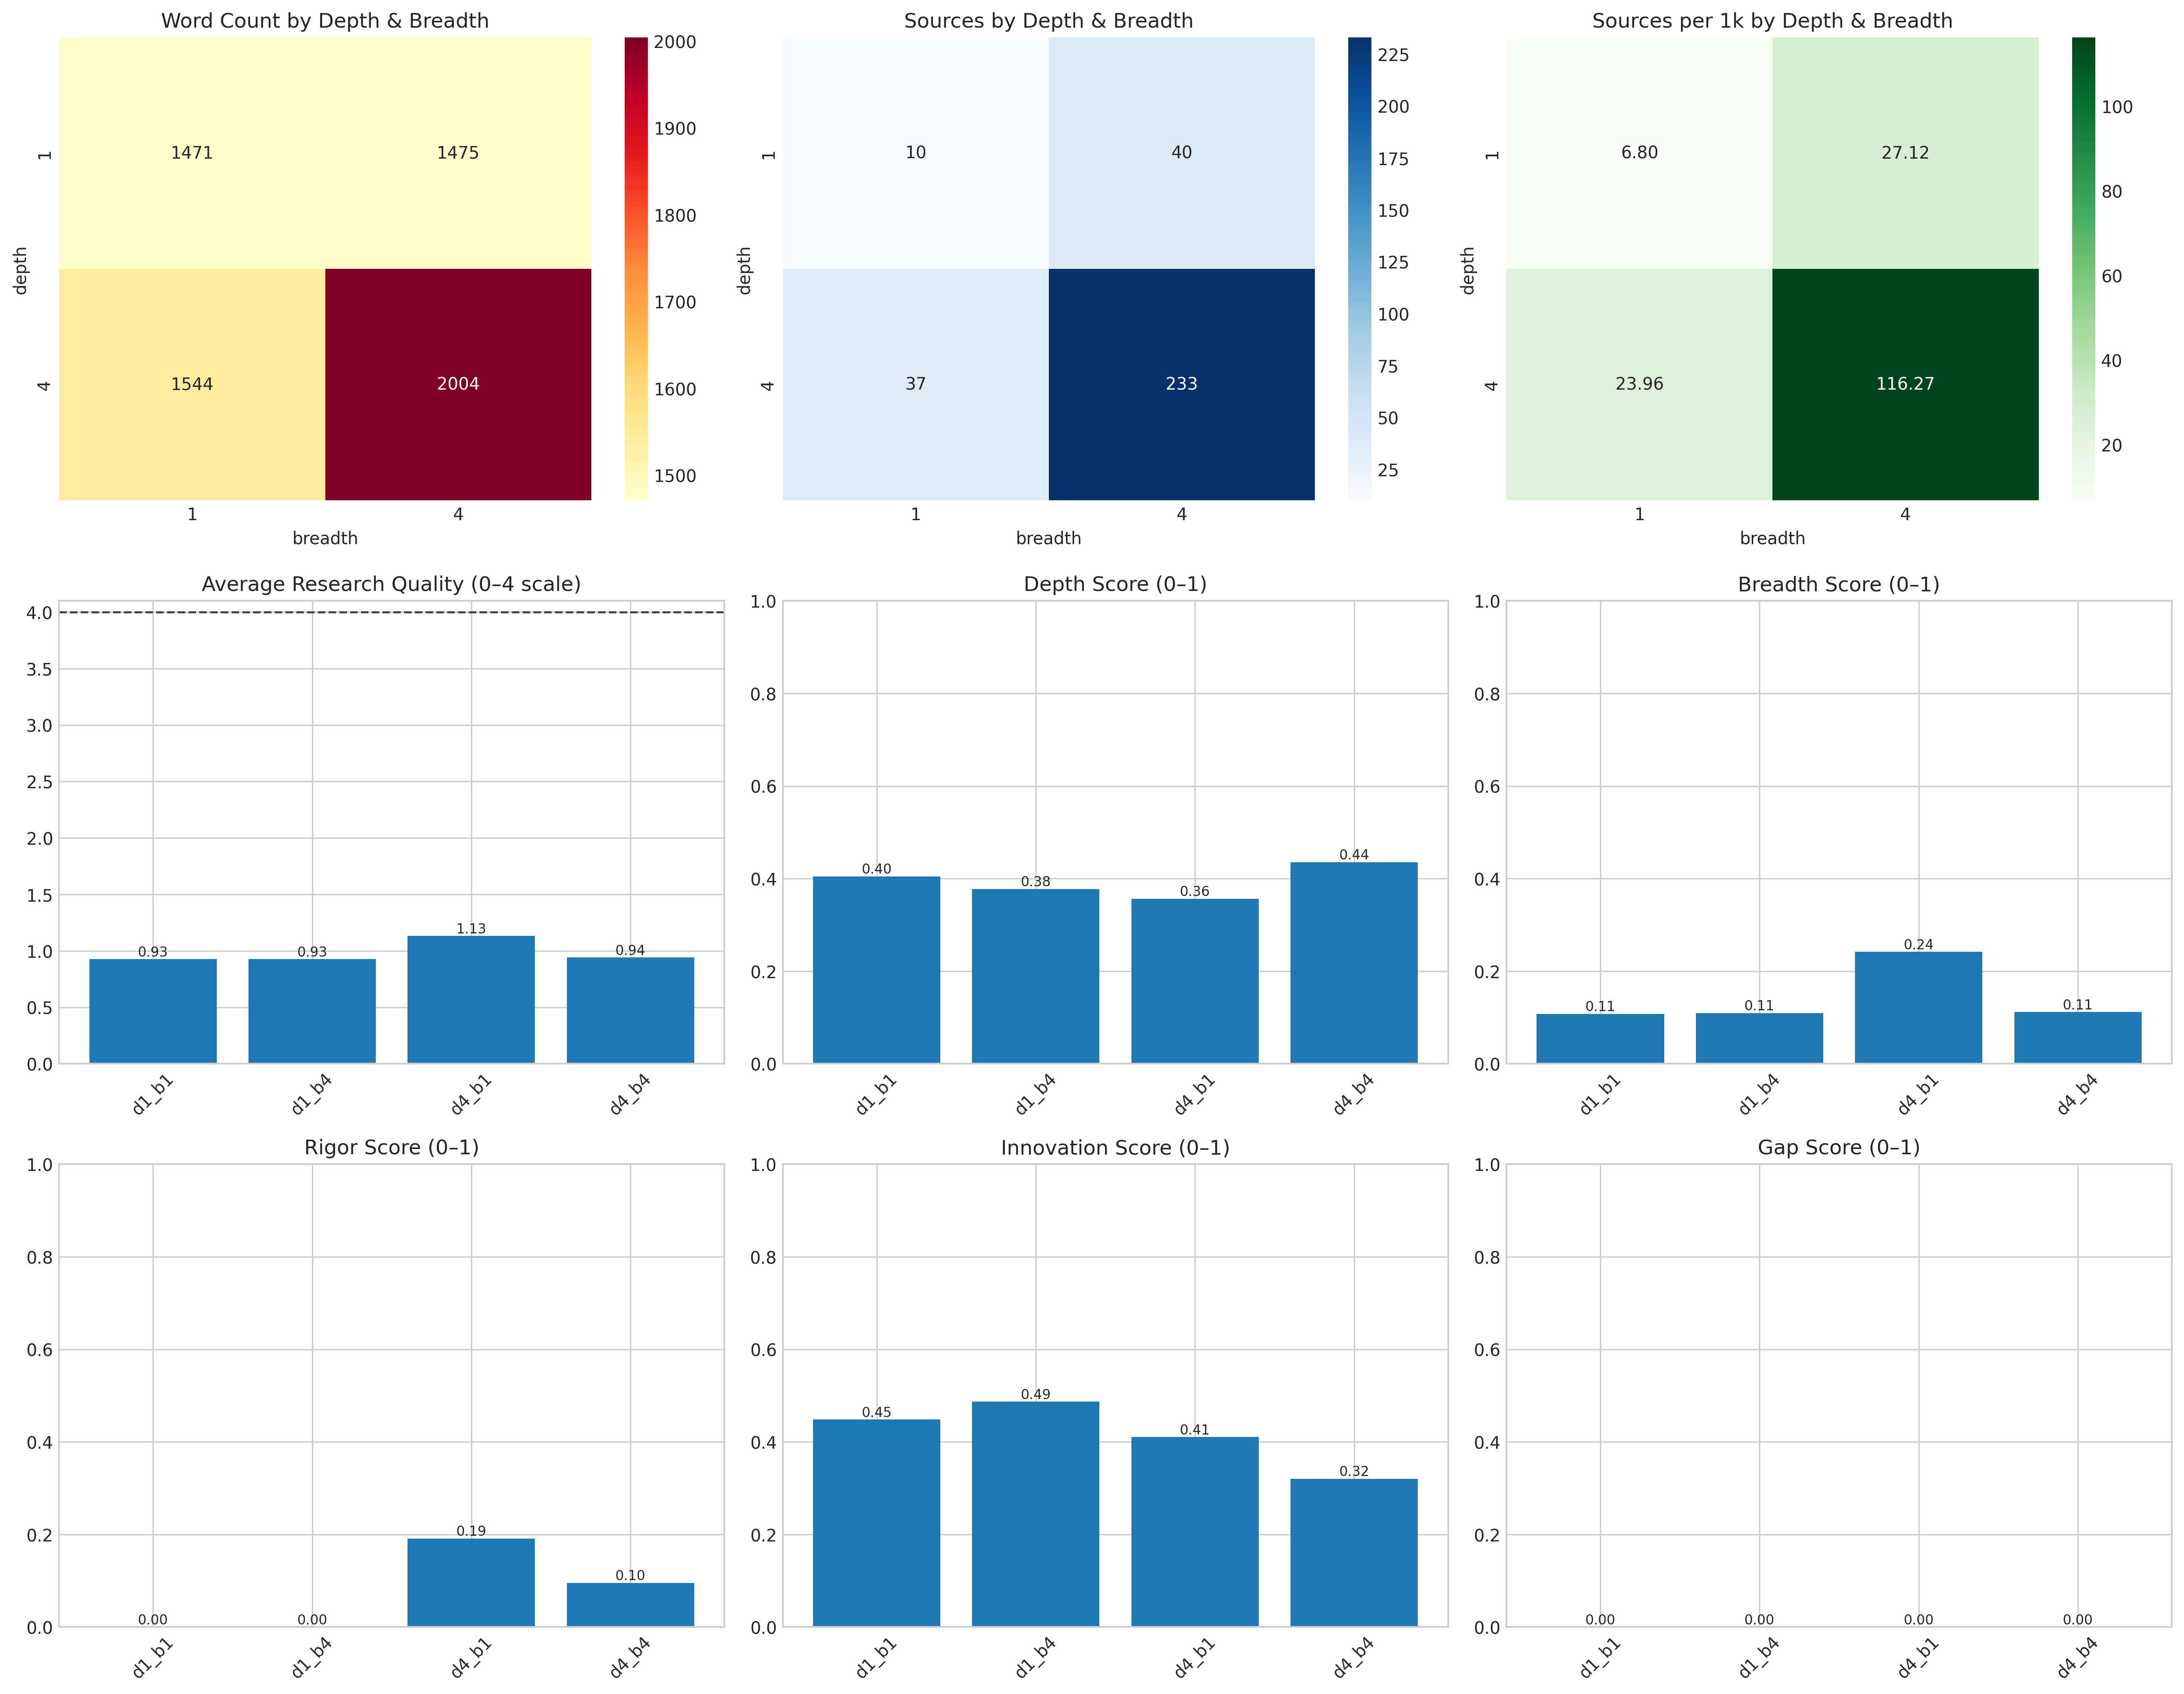 Word Count by Depth & Breadth
1471
1475
1544
2004
1
4
depth
1
4
breadth
2000
1900
1800
1700
1600
1500
Sources by Depth & Breadth
10
40
37
233
1
4
depth
1
4
breadth
225
200
175
150
125
100
75
50
25
Sources per 1k by Depth & Breadth
6.80
27.12
23.96
116.27
1
4
depth
1
4
breadth
100
80
60
40
20
Average Research Quality (0–4 scale)
4.0
3.5
3.0
2.5
2.0
1.5
1.0
0.5
0.0
0.93
0.93
1.13
0.94
d1_b1
d1_b4
d4_b1
d4_b4
Depth Score (0–1)
1.0
0.8
0.6
0.4
0.2
0.0
0.40
0.38
0.36
0.44
d1_b1
d1_b4
d4_b1
d4_b4
Breadth Score (0–1)
1.0
0.8
0.6
0.4
0.2
0.0
0.11
0.11
0.24
0.11
d1_b1
d1_b4
d4_b1
d4_b4
Rigor Score (0–1)
1.0
0.8
0.6
0.4
0.2
0.0
0.00
0.00
0.19
0.10
d1_b1
d1_b4
d4_b1
d4_b4
Innovation Score (0–1)
1.0
0.8
0.6
0.4
0.2
0.0
0.45
0.49
0.41
0.32
d1_b1
d1_b4
d4_b1
d4_b4
Gap Score (0–1)
1.0
0.8
0.6
0.4
0.2
0.0
0.00
0.00
0.00
0.00
d1_b1
d1_b4
d4_b1
d4_b4